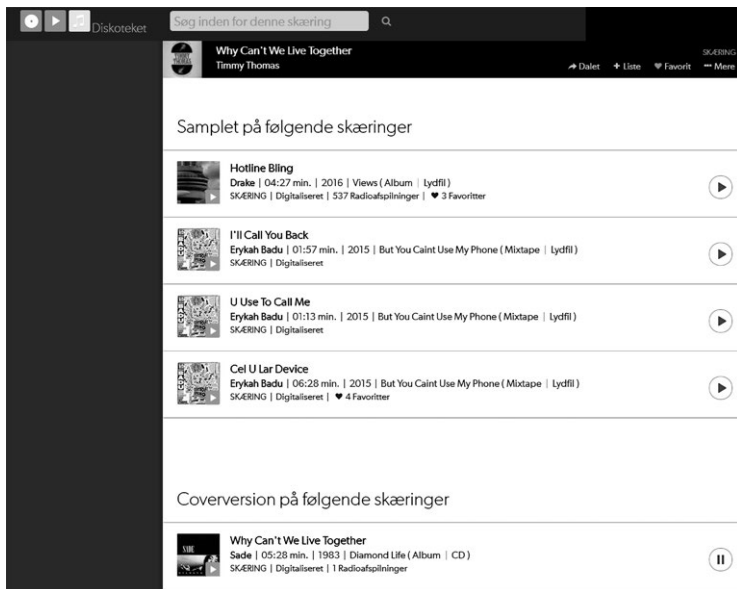 Diskoteket
Søg inden for denne skæring
Why Can't We Live Together
Timmy Thomas
SKÆRING
Dalet + Liste Favorit Mere
Samplet på følgende skæringer
Hotline Bling
Drake | 04:27 min. | 2016 | Views ( Album | Lydfil )
SKÆRING | Digitaliseret | 537 Radioafspilninger | ♥ 3 Favoritter
I'll Call You Back
Erykah Badu | 01:57 min. | 2015 | But You Caint Use My Phone ( Mixtape | Lydfil )
SKÆRING | Digitaliseret
U Use To Call Me
Erykah Badu | 01:13 min. | 2015 | But You Caint Use My Phone ( Mixtape | Lydfil )
SKÆRING | Digitaliseret
Cel U Lar Device
Erykah Badu | 06:28 min. | 2015 | But You Caint Use My Phone ( Mixtape | Lydfil )
SKÆRING | Digitaliseret | ♥ 4 Favoritter
Coverversion på følgende skæringer
SADE
Why Can't We Live Together
Sade | 05:28 min. | 1983 | Diamond Life ( Album | CD )
SKÆRING | Digitaliseret | 1 Radioafspilninger